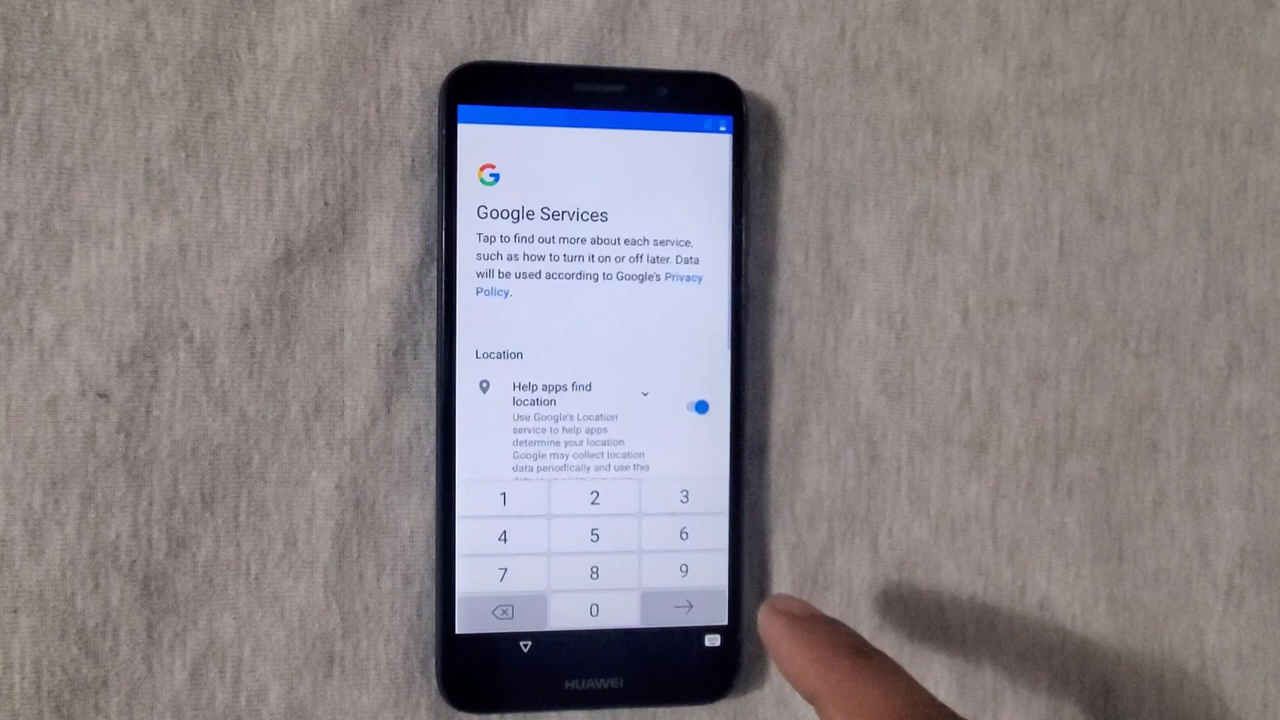 Google Services
Tap to find out more about each service,
such as how to turn it on or off later. Data
will be used according to Google's Privacy
Policy.
Location
Help apps find
location
Use Google's Location
service to help apps
determine your location
Google may collect location
data periodically and use this
1 2 3
4 5 6
7 8 9
0
HUAWEI